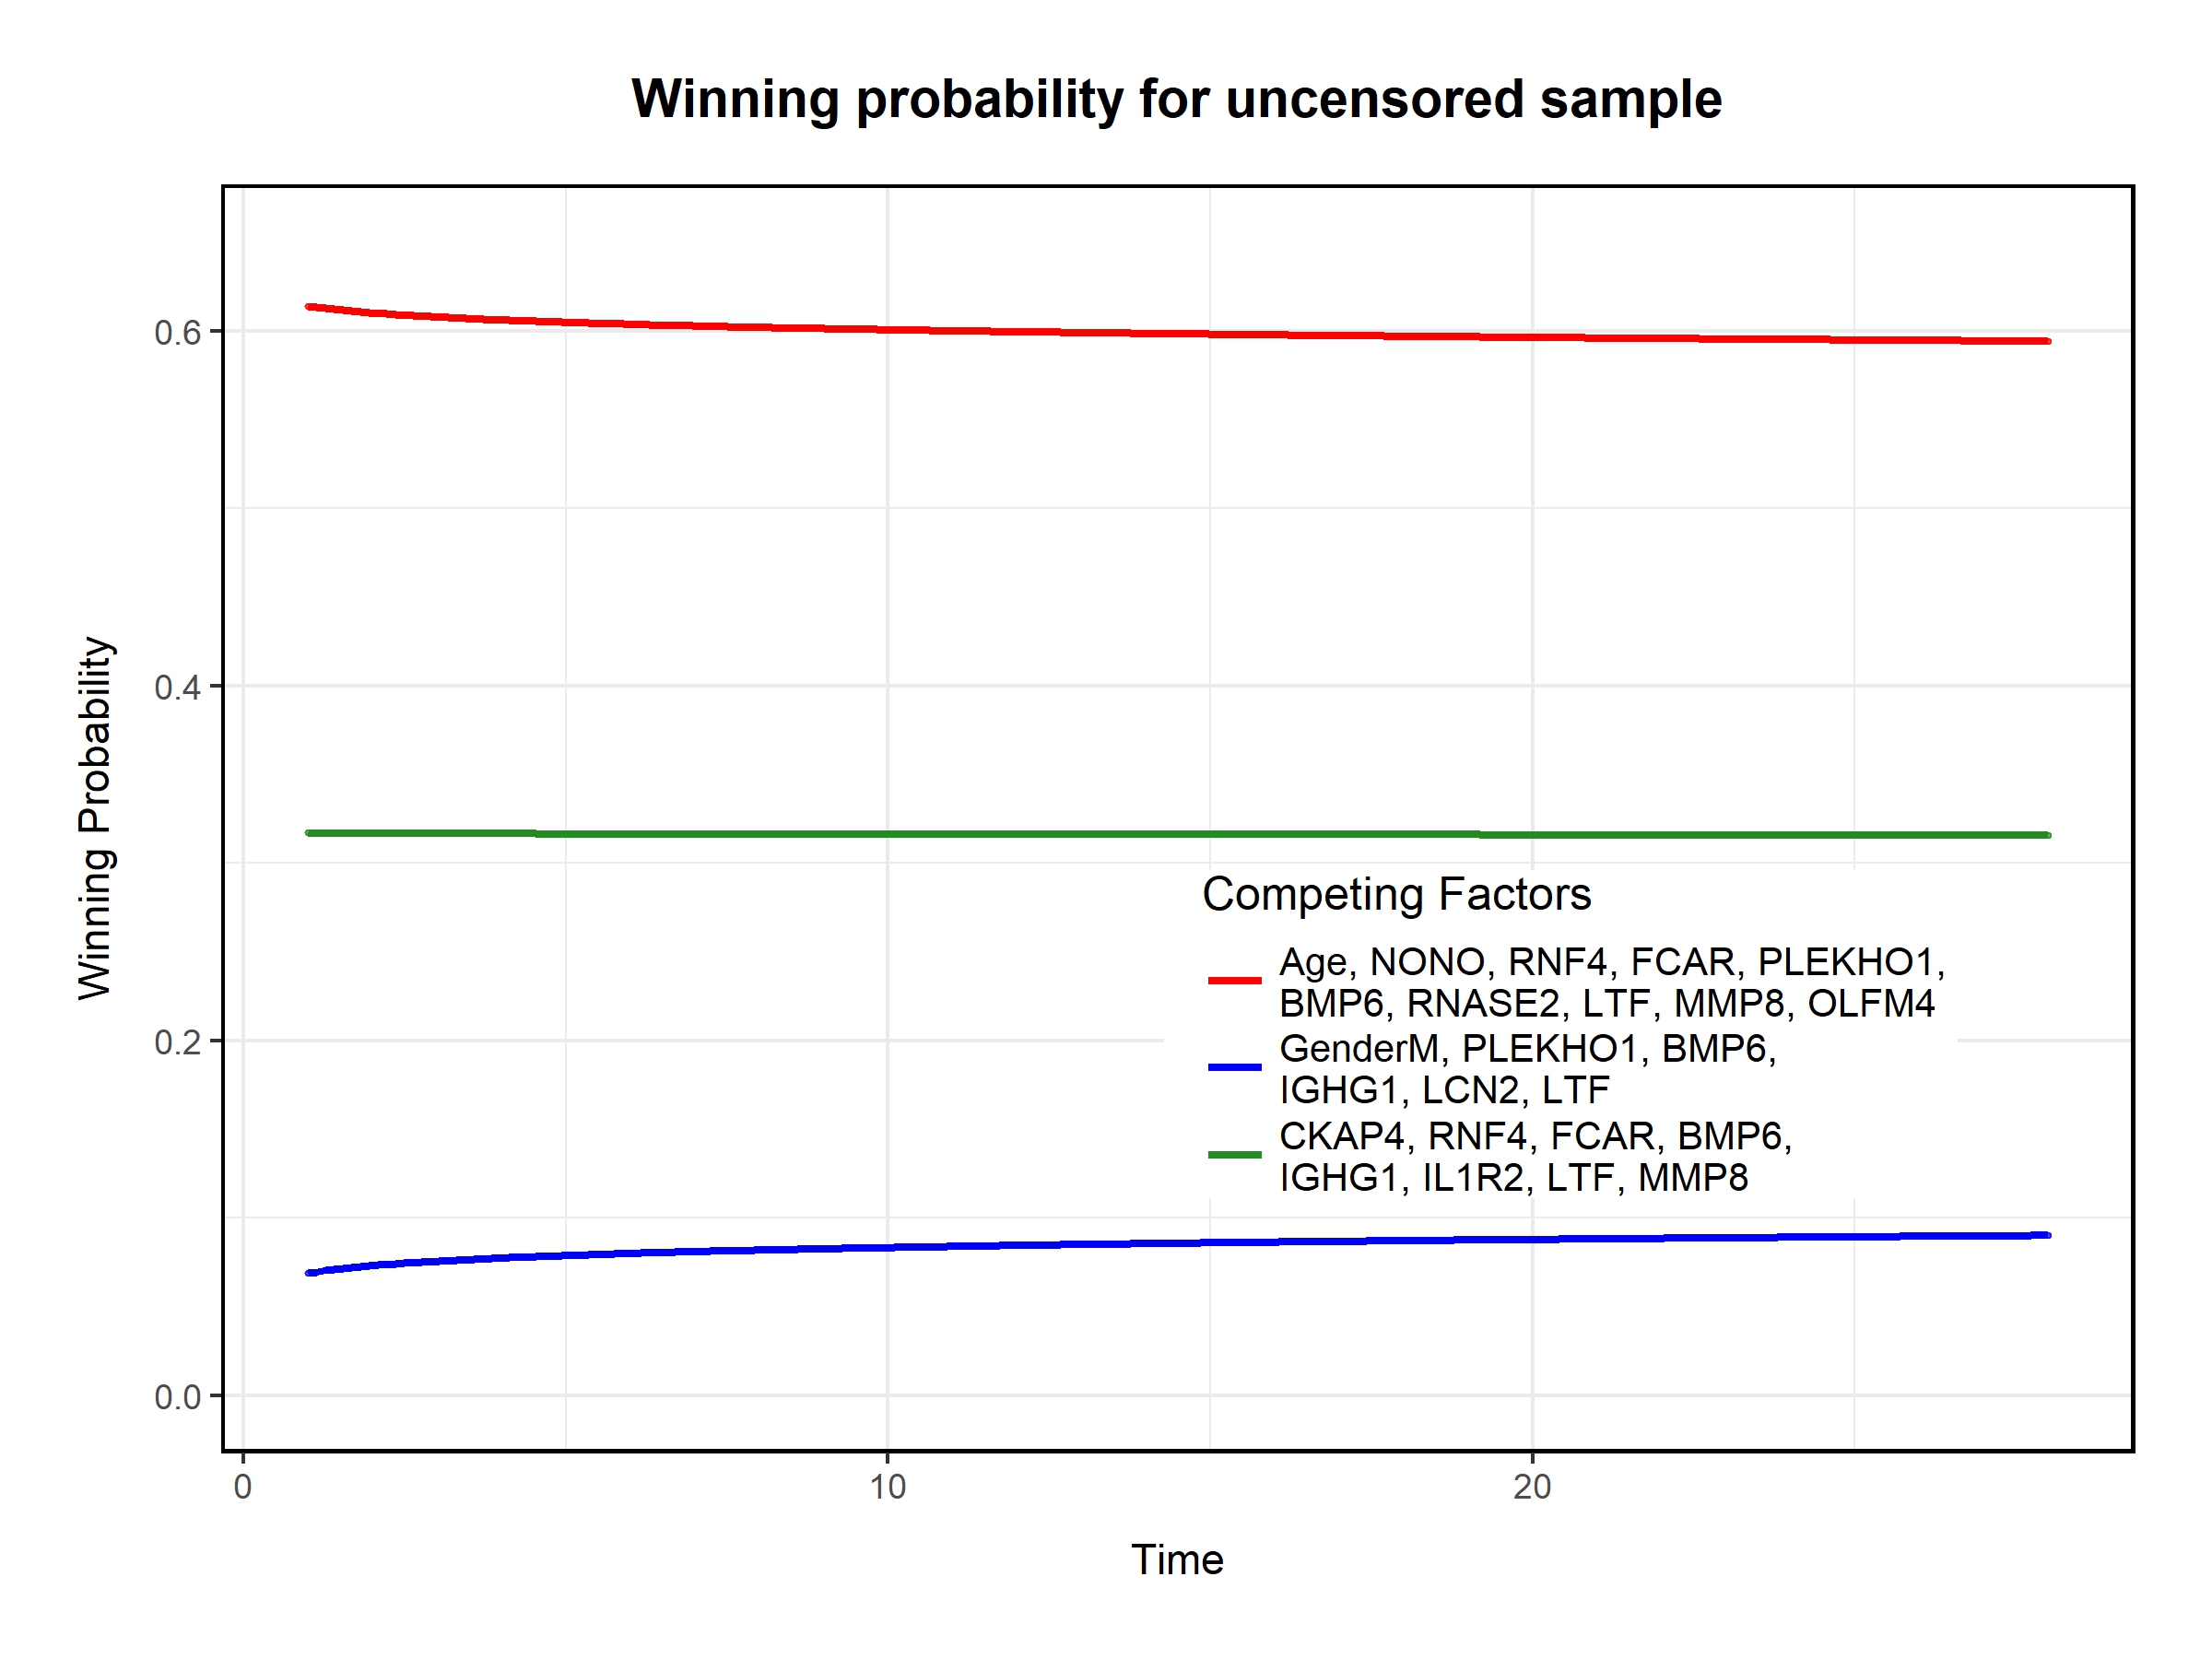 Winning probability for uncensored sample
Winning Probability
0.6
0.4
0.2
0.0
Competing Factors
Age, NONO, RNF4, FCAR, PLEKHO1,
BMP6, RNASE2, LTF, MMP8, OLFM4
GenderM, PLEKHO1, BMP6,
IGHG1, LCN2, LTF
CKAP4, RNF4, FCAR, BMP6,
IGHG1, IL1R2, LTF, MMP8
0 10 20
Time